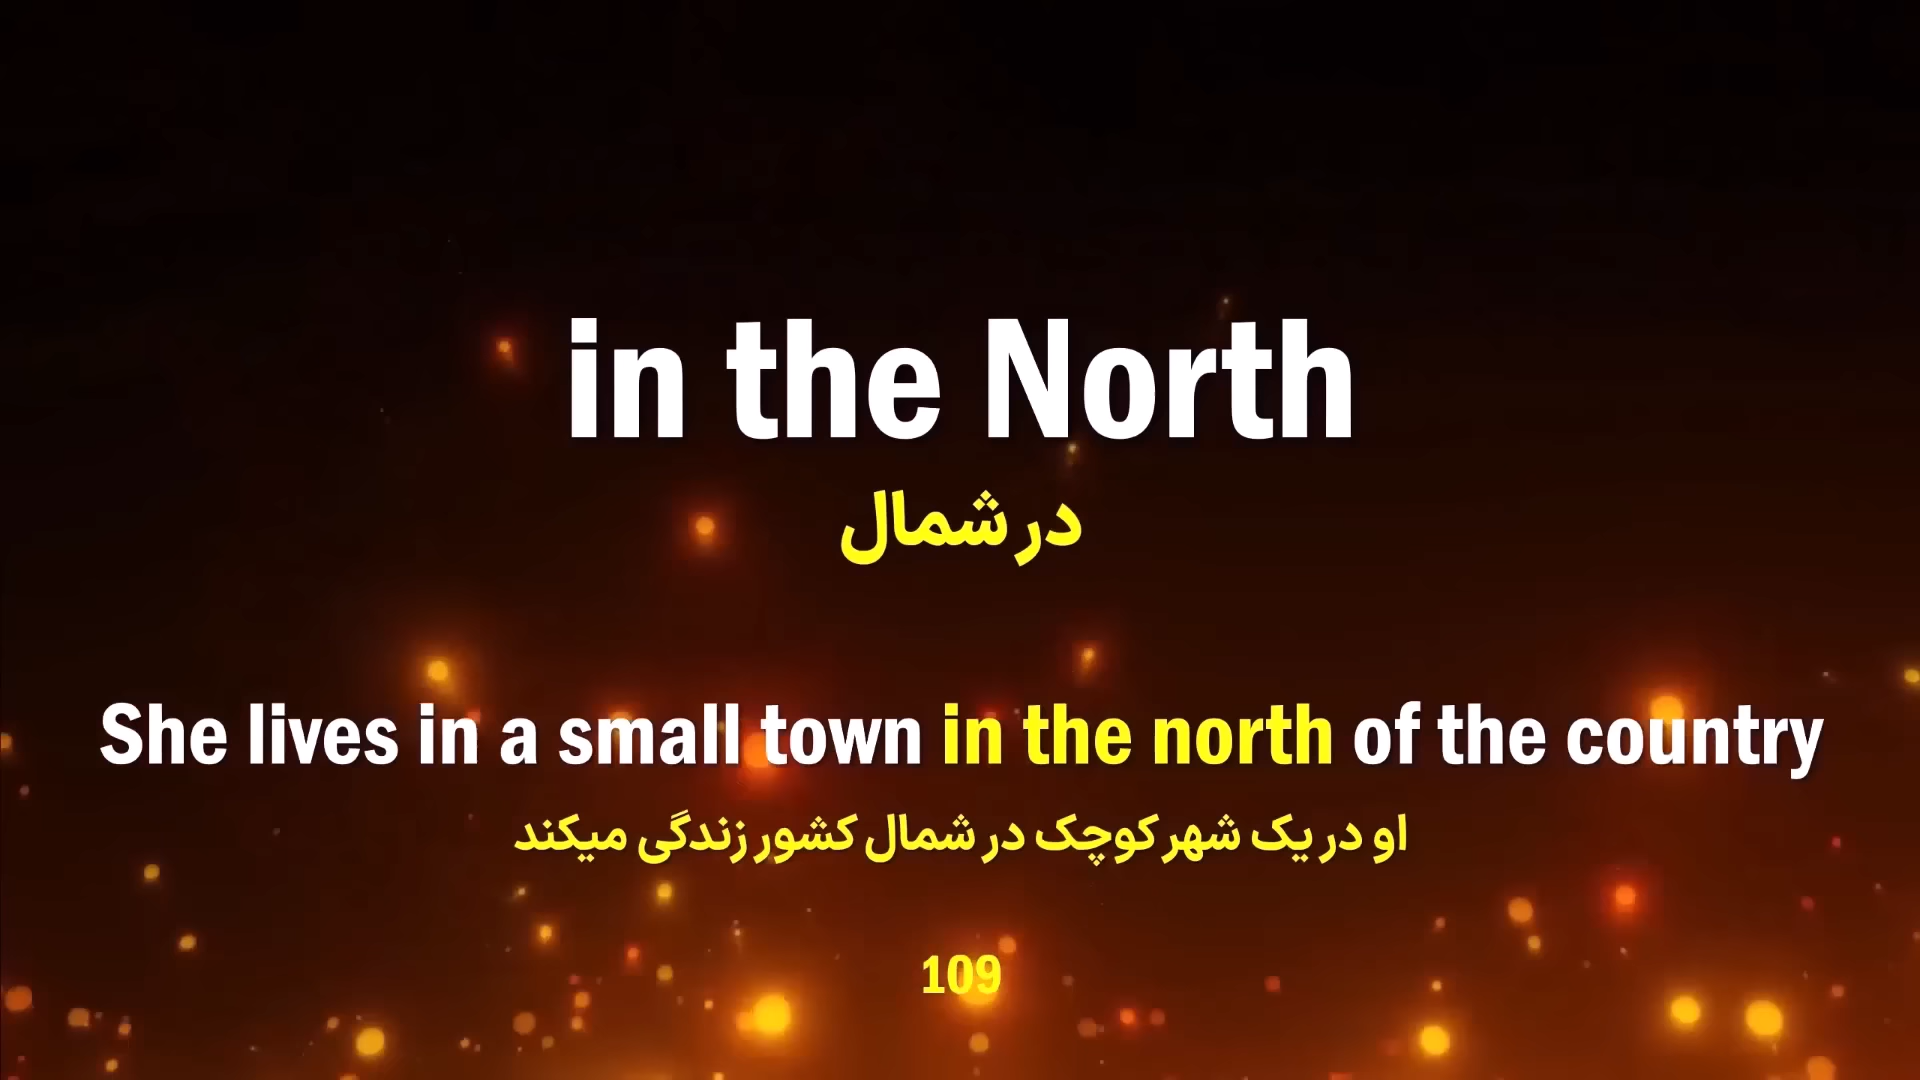 in the North
در شمال
She lives in a small town in the north of the country
او در یک شهر کوچک در شمال کشور زندگی میکند
109